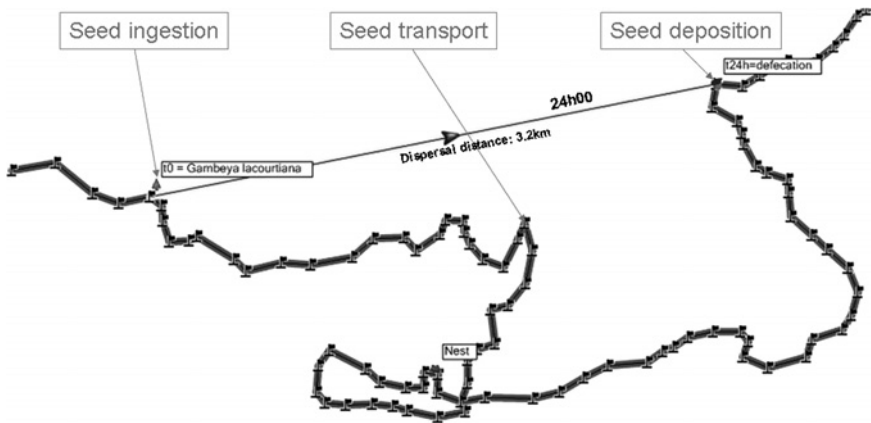 Seed ingestion
Seed transport
Seed deposition
t24h=defecation
24h00
Dispersal distance: 3.2km
t0 = Gambeya lacourtiana
Nest